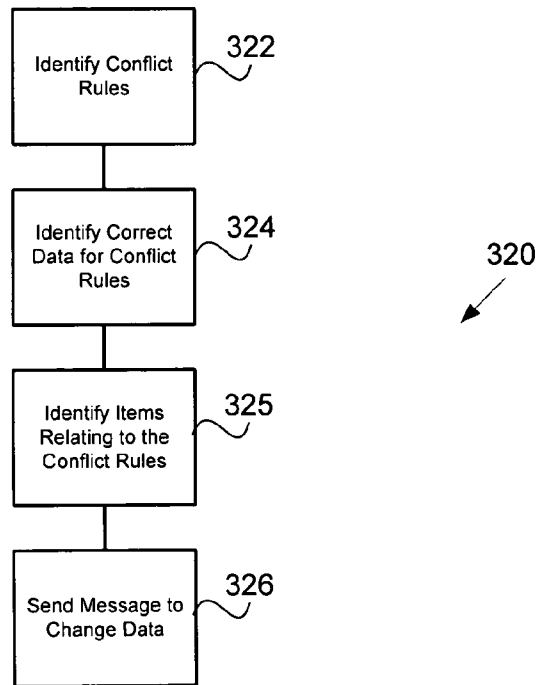 Identify Conflict
Rules
322
Identify Correct
Data for Conflict
Rules
324
320
Identify Items
Relating to the
Conflict Rules
325
Send Message to
Change Data
326